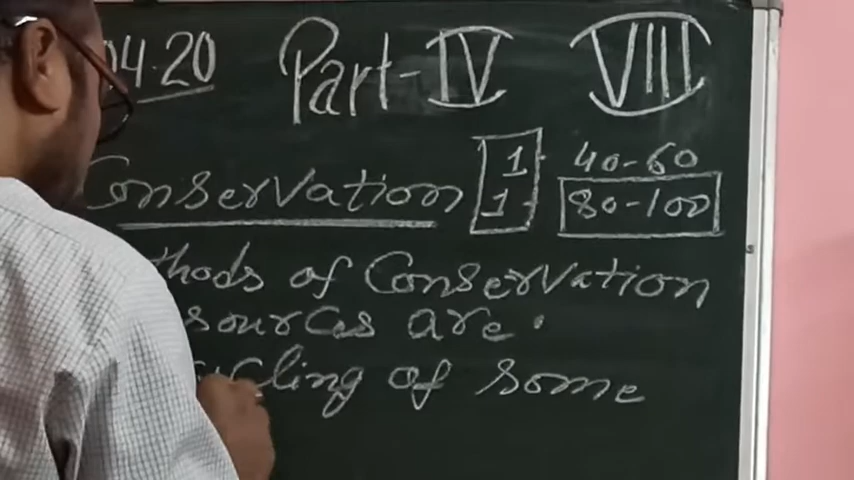 04.20 Part-IV VIII
Conservation 1 40-60
1 80-100
thods of Conservation
sources are :
cling of some